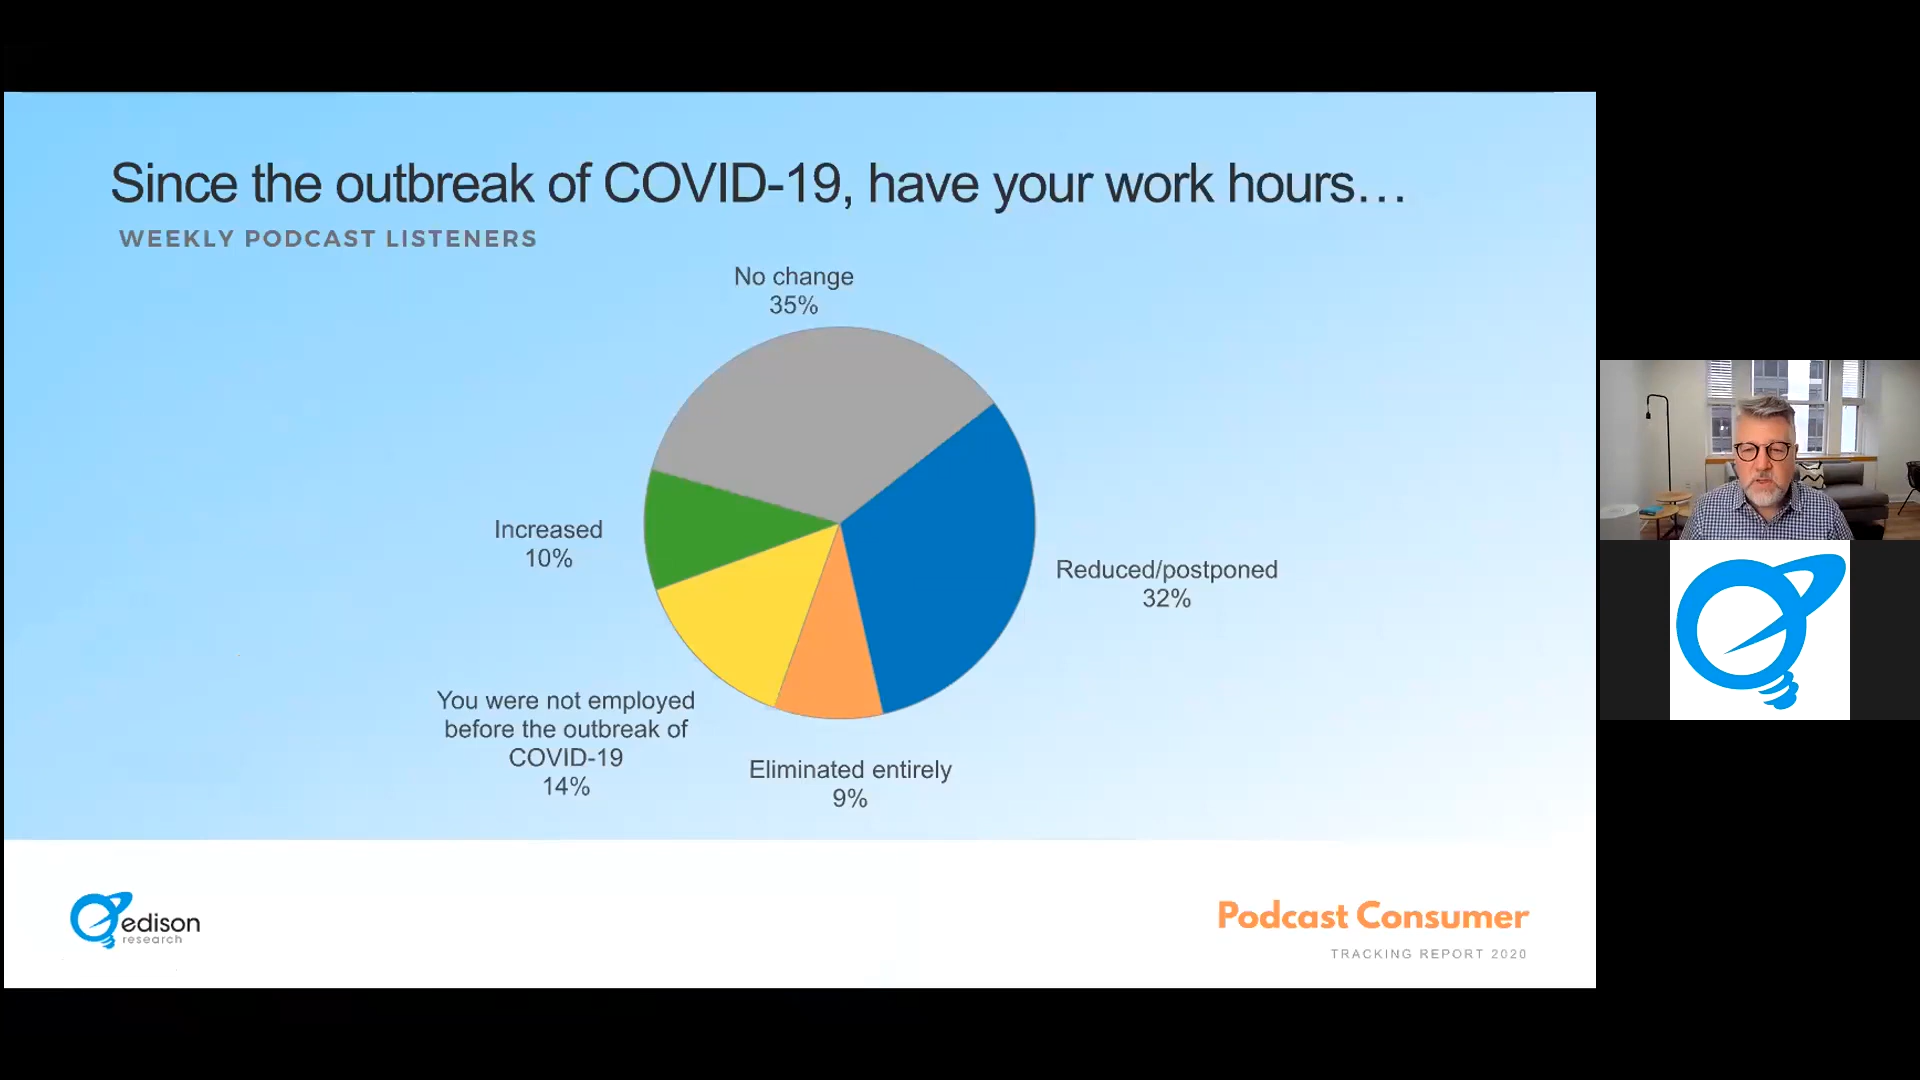 Since the outbreak of COVID-19, have your work hours…
WEEKLY PODCAST LISTENERS
No change
35%
Increased
10%
Reduced/postponed
32%
You were not employed
before the outbreak of
COVID-19
14%
Eliminated entirely
9%
edison
research
Podcast Consumer
TRACKING REPORT 2020